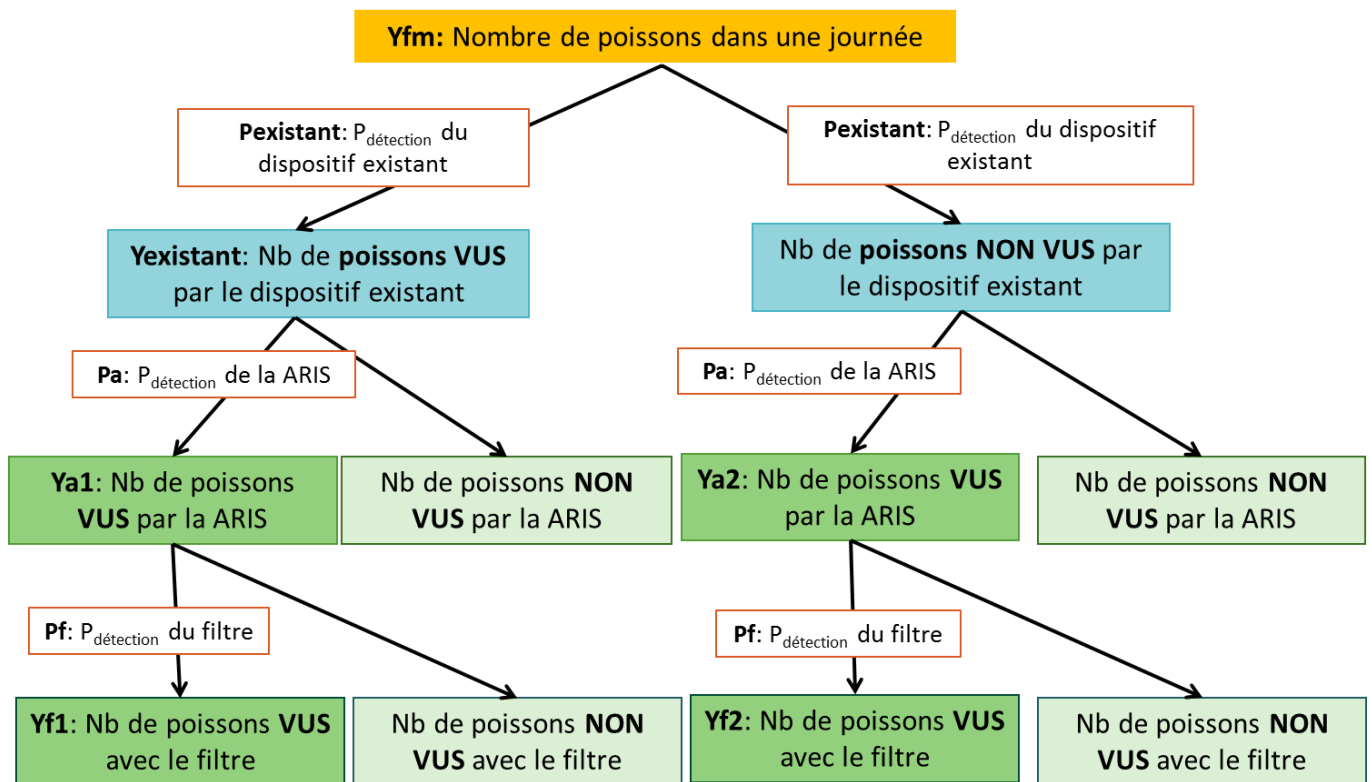 Yfm: Nombre de poissons dans une journée
Pexistant: Pdétection du
dispositif existant
Pexistant: Pdétection du dispositif
existant
Yexistant: Nb de poissons VUS
par le dispositif existant
Nb de poissons NON VUS par
le dispositif existant
Pa: Pdétection de la ARIS
Pa: Pdétection de la ARIS
Ya1: Nb de poissons
VUS par la ARIS
Nb de poissons NON
VUS par la ARIS
Ya2: Nb de poissons VUS
par la ARIS
Nb de poissons NON
VUS par la ARIS
Pf: Pdétection du filtre
Pf: Pdétection du filtre
Yf1: Nb de poissons VUS
avec le filtre
Nb de poissons NON
VUS avec le filtre
Yf2: Nb de poissons VUS
avec le filtre
Nb de poissons NON
VUS avec le filtre